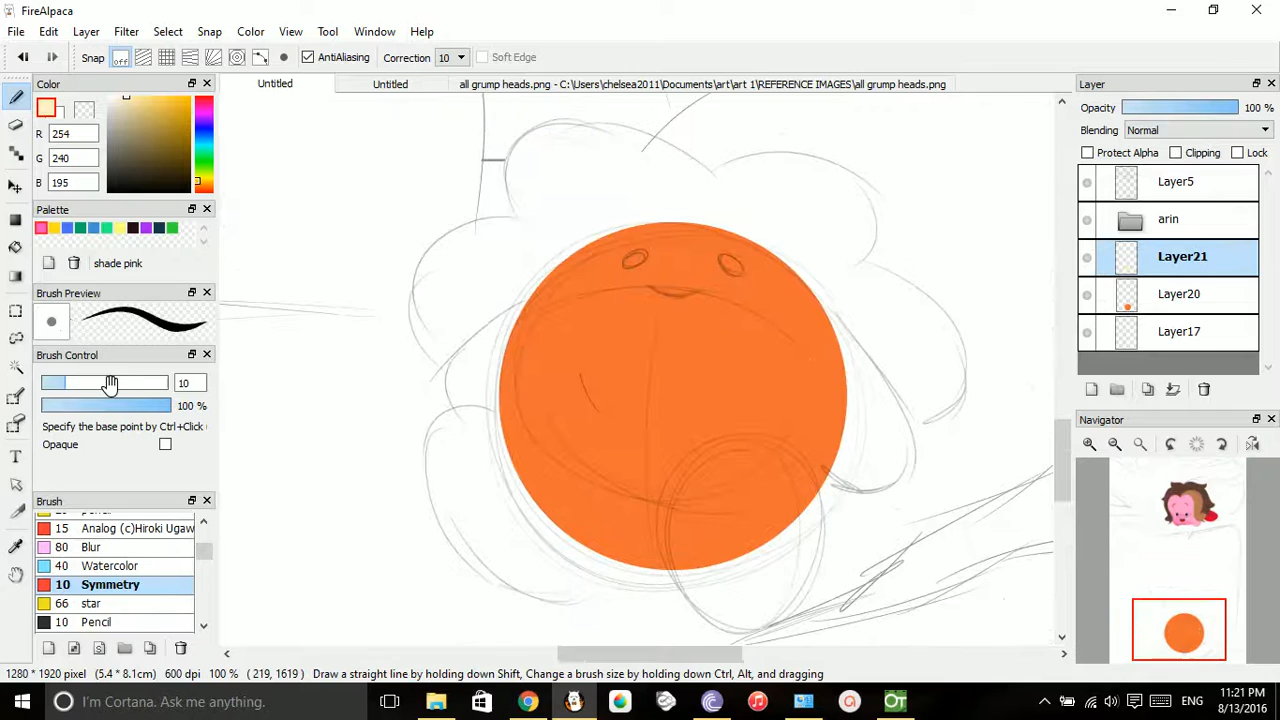 FireAlpaca
File Edit Layer Filter Select Snap Color View Tool Window Help
Snap off AntiAliasing Correction 10 Soft Edge
Color
Untitled Untitled all grump heads.png - C:\Users\chelsea2011\Documents\art\art 1\REFERENCE IMAGES\all grump heads.png
Layer
R 254
G 240
B 195
Opacity 100 %
Blending Normal
Protect Alpha Clipping Lock
Layer5
arin
Layer21
Layer20
Layer17
Palette
shade pink
Brush Preview
Brush Control
10
100 %
Specify the base point by Ctrl+Click
Opaque
Navigator
Brush
15 Analog (c)Hiroki Ugaw
80 Blur
40 Watercolor
10 Symmetry
66 star
10 Pencil
1280 * 1920 pixel (5.4 * 8.1cm) 600 dpi 100 % ( 219, 1619 ) Draw a straight line by holding down Shift, Change a brush size by holding down Ctrl, Alt, and dragging
I'm Cortana. Ask me anything.
ENG
11:21 PM
8/13/2016